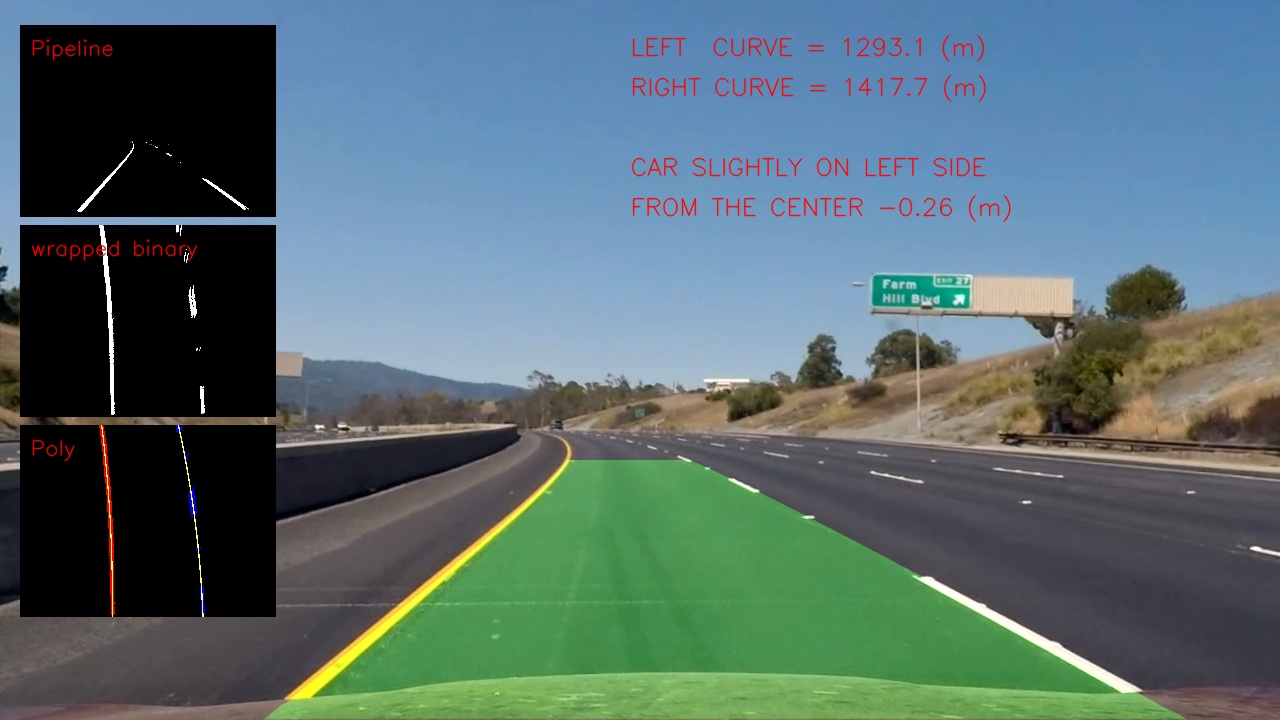 Pipeline
wrapped binary
Poly
LEFT CURVE = 1293.1 (m)
RIGHT CURVE = 1417.7 (m)
CAR SLIGHTLY ON LEFT SIDE
FROM THE CENTER -0.26 (m)
EXIT 27
Farm
Hill Blvd